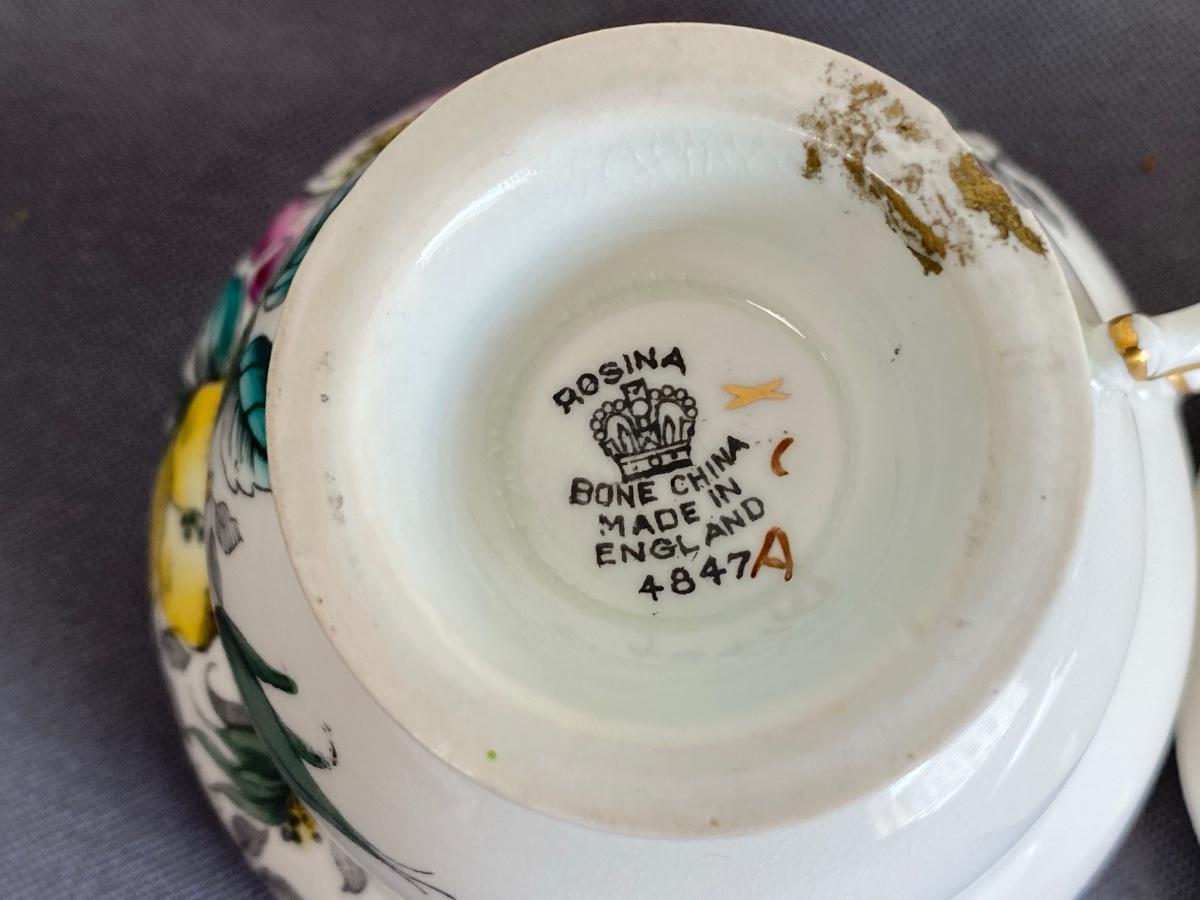 ROSINA
BONE CHINA
MADE IN
ENGLAND
4847A
C